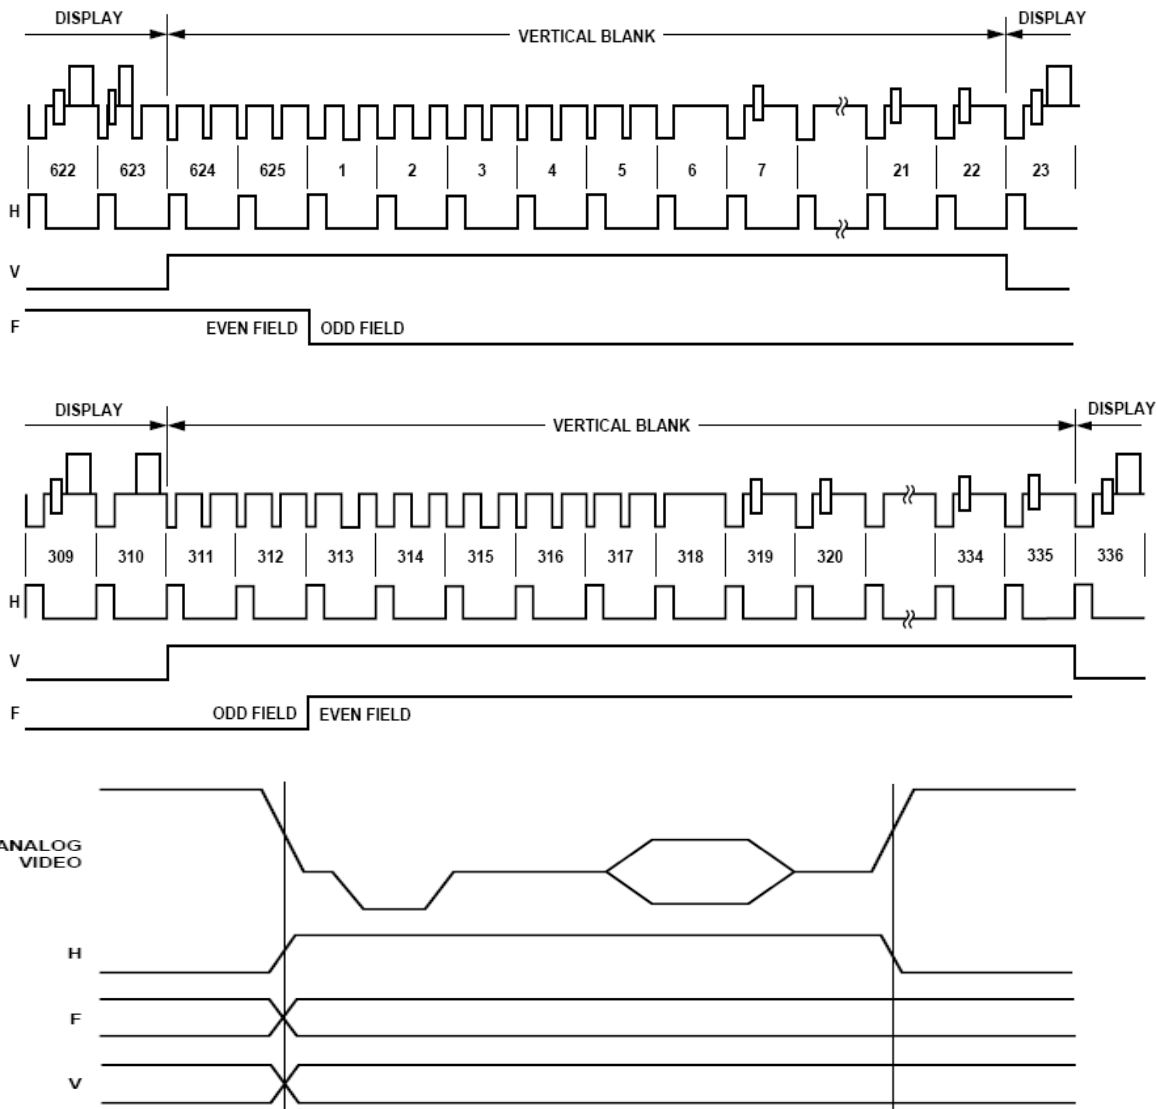 DISPLAY VERTICAL BLANK DISPLAY
622 623 624 625 1 2 3 4 5 6 7 21 22 23
H
V
F EVEN FIELD ODD FIELD
DISPLAY VERTICAL BLANK DISPLAY
309 310 311 312 313 314 315 316 317 318 319 320 334 335 336
H
V
F ODD FIELD EVEN FIELD
ANALOG
VIDEO
H
F
V